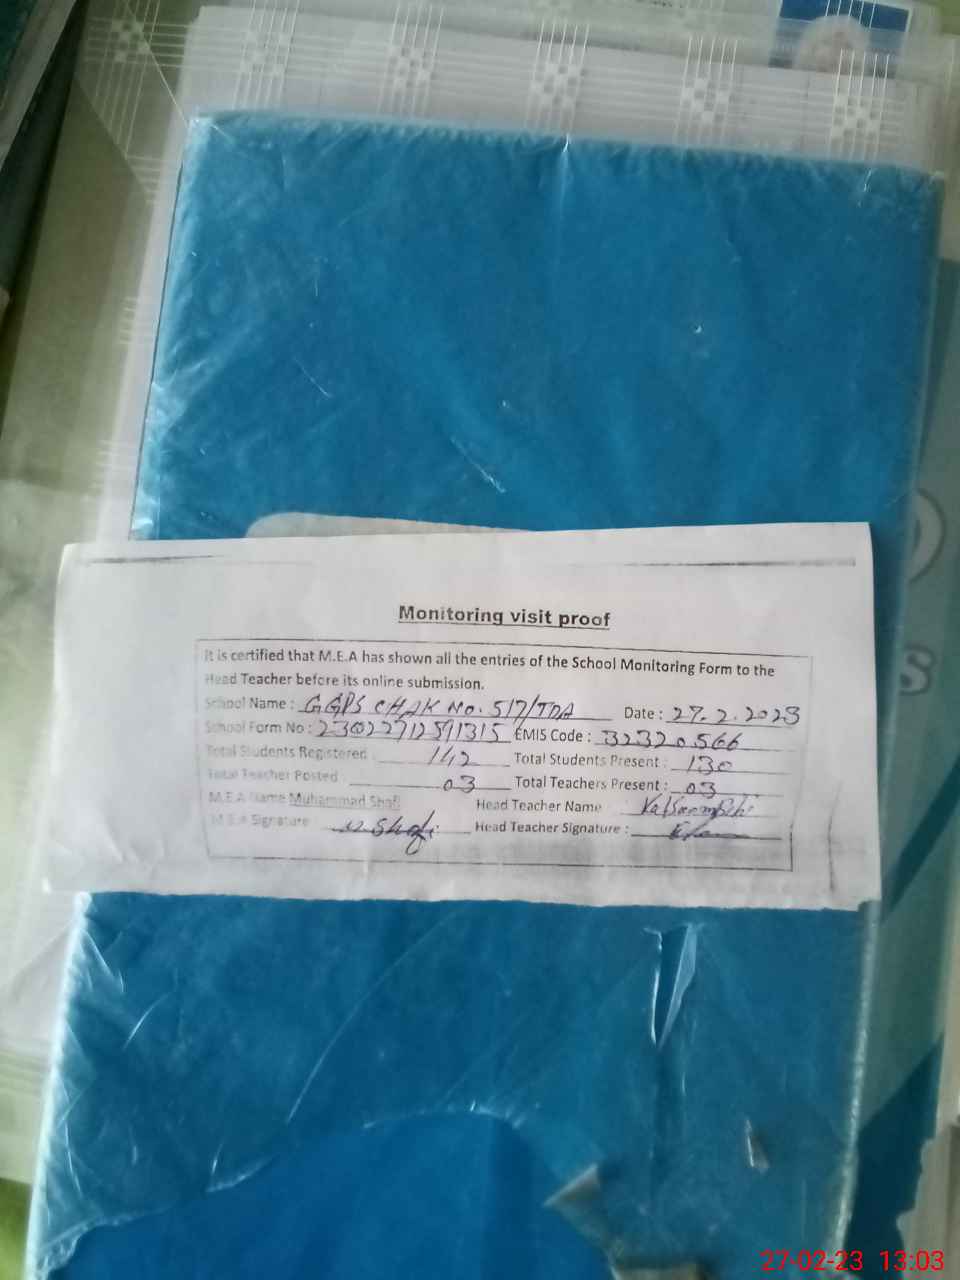 Monitoring visit proof
It is certified that M.E.A has shown all the entries of the School Monitoring Form to the
Head Teacher before its online submission.
School Name : GGPS CHAK No. 517/TDA Date : 27.2.2023
School Form No : 23022712591315 EMIS Code : 32320566
Total Students Registered : 142 Total Students Present : 130
Total Teacher Posted : 03 Total Teachers Present : 03
M.E.A Name Muhammad Shafi Head Teacher Name
M.E.A Signature M Shafi Head Teacher Signature :
27-02-23 13:03